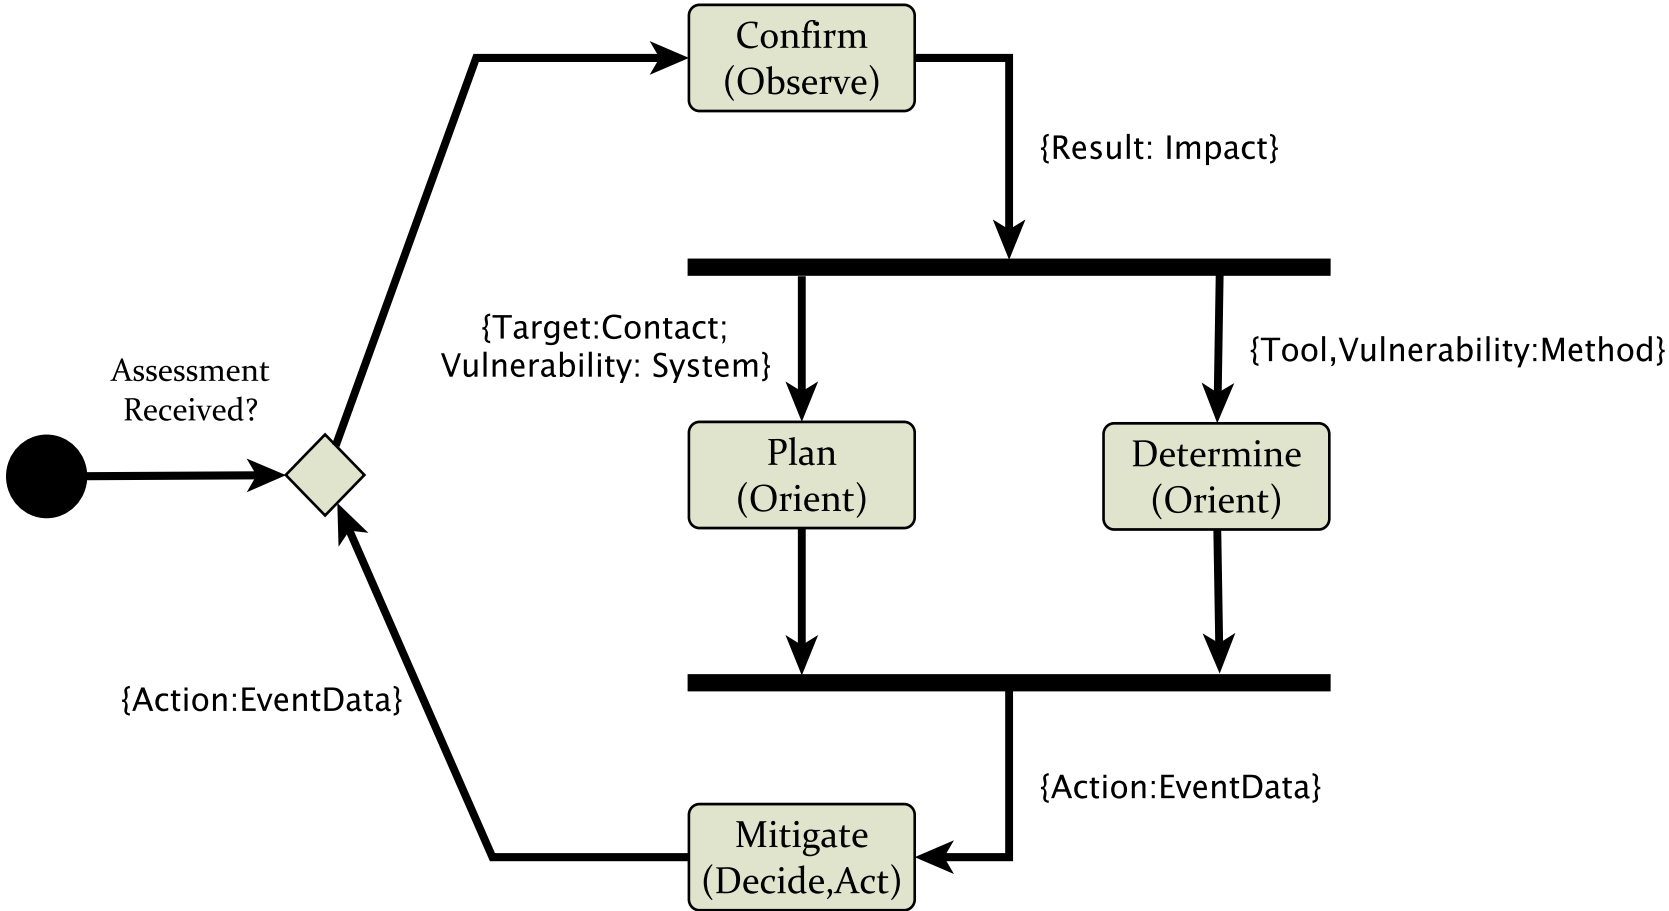 Confirm
(Observe)
{Result: Impact}
{Target:Contact;
Vulnerability: System}
{Tool,Vulnerability:Method}
Assessment
Received?
Plan
(Orient)
Determine
(Orient)
{Action:EventData}
{Action:EventData}
Mitigate
(Decide,Act)